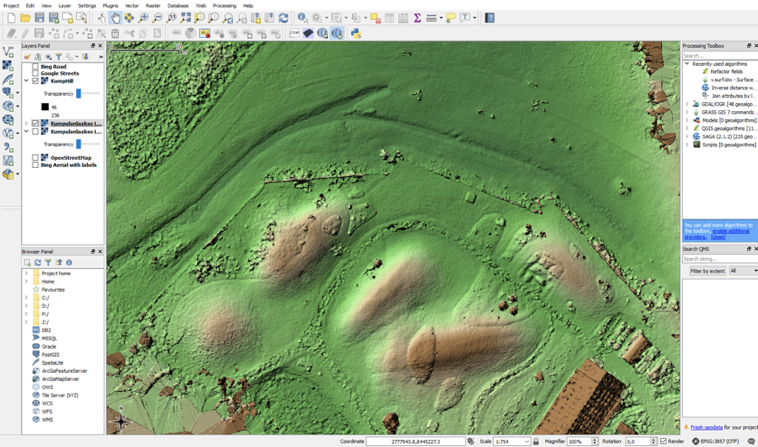 Project Edit View Layer Settings Plugins Vector Raster Database Web Processing Help
Layers Panel
Bing Road
Google Streets
KumpHill
Transparency
46
236
Kumpulanlaakso L...
Kumpulanlaakso L...
Transparency
OpenStreetMap
Bing Aerial with labels
Browser Panel
Project home
Home
Favourites
C:/
D:/
F:/
Z:/
DB2
MSSQL
Oracle
PostGIS
SpatiaLite
ArcGisFeatureServer
ArcGisMapServer
OWS
Tile Server (XYZ)
WCS
WFS
WMS
Processing Toolbox
Search...
Recently used algorithms
Refactor fields
v.surf.idw - Surface...
Inverse distance w...
Join attributes by l...
GDAL/OGR [48 geoalgo...
GRASS GIS 7 commands...
Models [0 geoalgorithms]
QGIS geoalgorithms [11...
SAGA (2.1.2) [235 geo...
Scripts [0 geoalgorithms]
You can add more algorithms to
the toolbox, enable additional
providers. [close]
Search QMS
Search string...
Filter by extent All
Fresh geodata for your project
Coordinate 2777943.8,8445227.3 Scale 1:754 Magnifier 100% Rotation 0,0 Render EPSG:3857 (OTF)